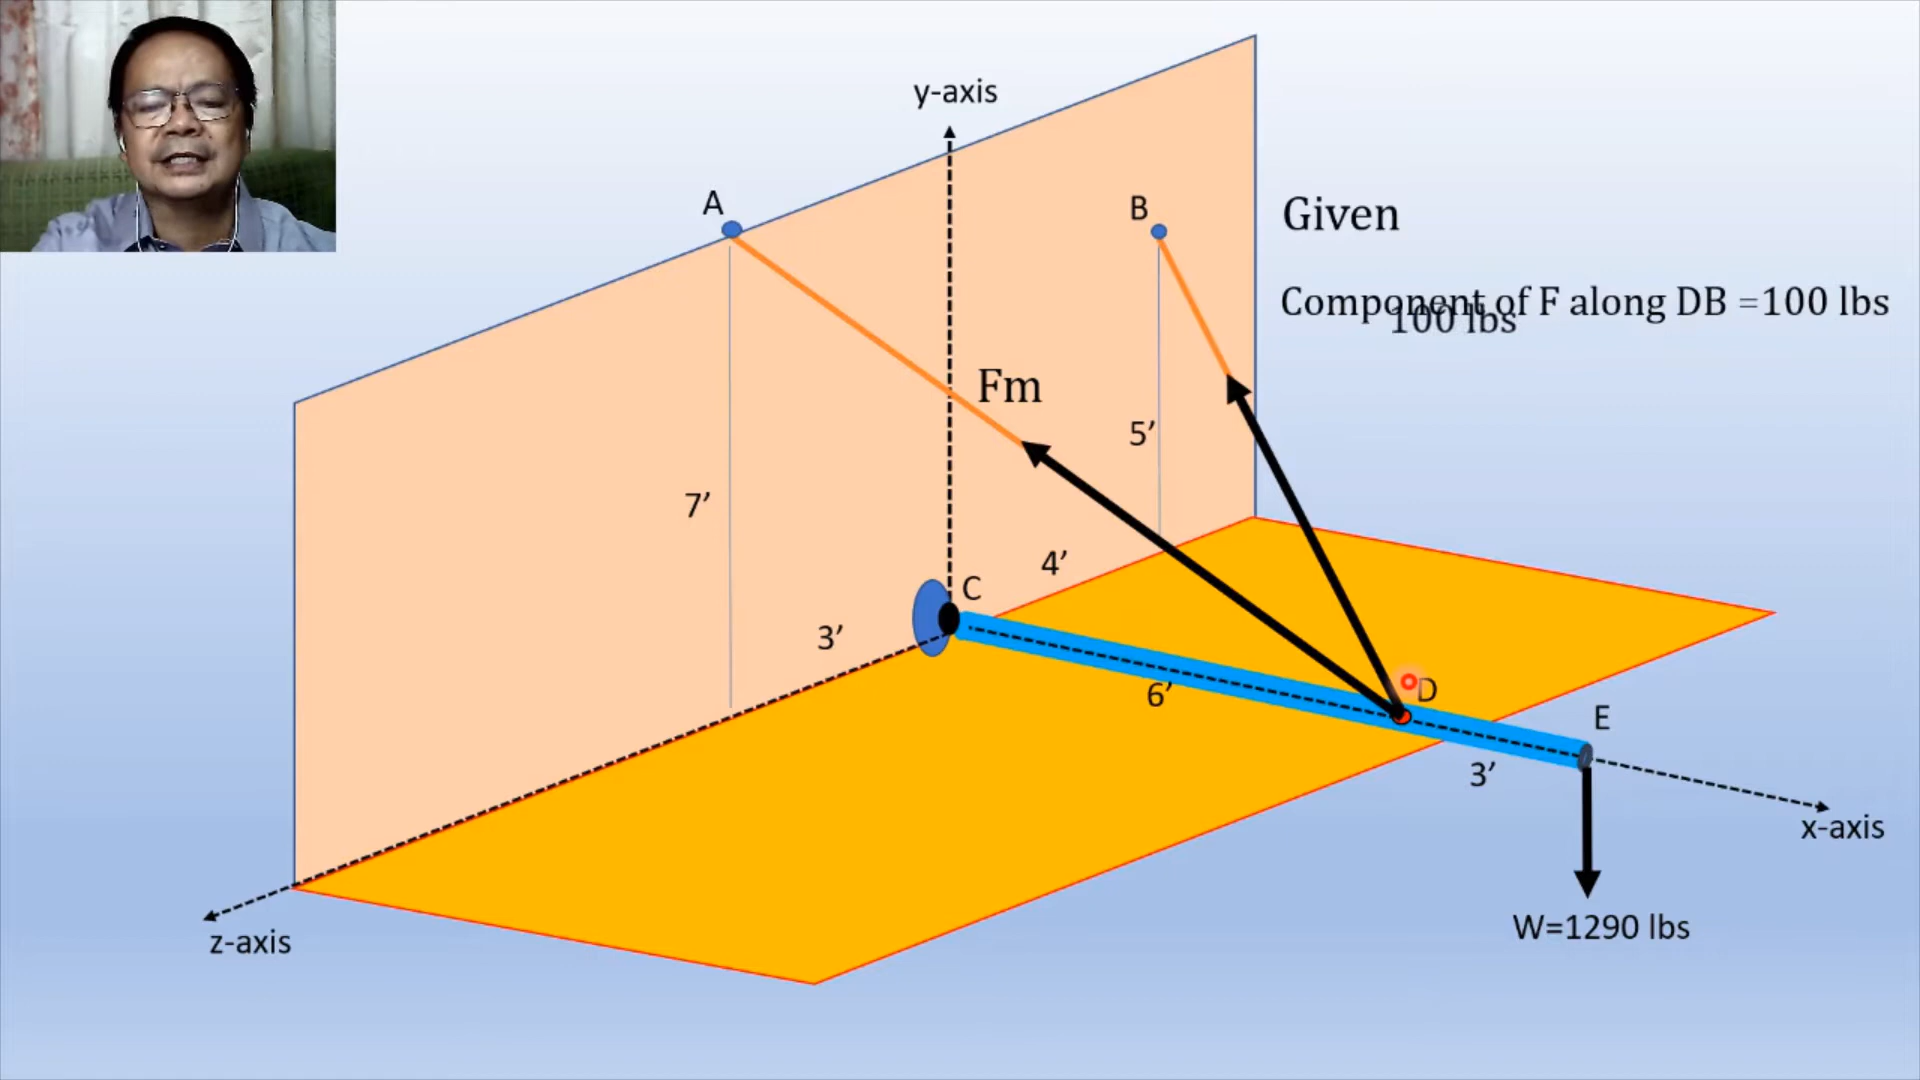 y-axis
A
B
Given
Component of F along DB =100 lbs
100 lbs
Fm
5’
7’
4’
C
3’
6’
D
E
3’
x-axis
W=1290 lbs
z-axis